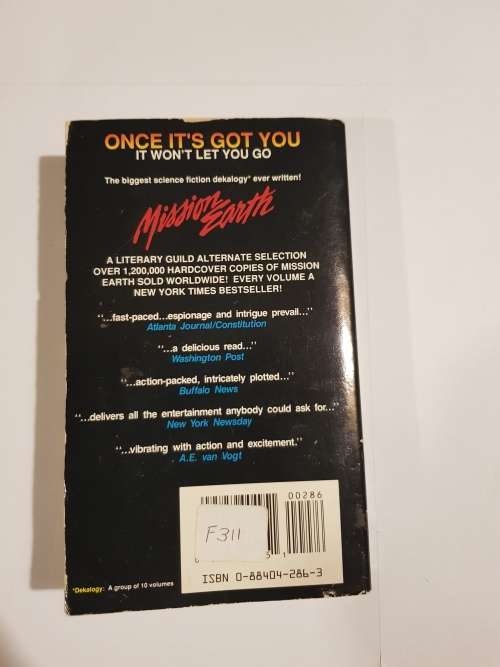 ONCE IT'S GOT YOU
IT WON'T LET YOU GO
The biggest science fiction dekalogy* ever written!
Mission
Earth
A LITERARY GUILD ALTERNATE SELECTION
OVER 1,200,000 HARDCOVER COPIES OF MISSION
EARTH SOLD WORLDWIDE! EVERY VOLUME A
NEW YORK TIMES BESTSELLER!
"...fast-paced...espionage and intrigue prevail..."
Atlanta Journal/Constitution
"...a delicious read..."
Washington Post
"...action-packed, intricately plotted..."
Buffalo News
"...delivers all the entertainment anybody could ask for..."
New York Newsday
"...vibrating with action and excitement."
A.E. van Vogt
00286
F311
5 1
ISBN 0-88404-286-3
*Dekalogy: A group of 10 volumes